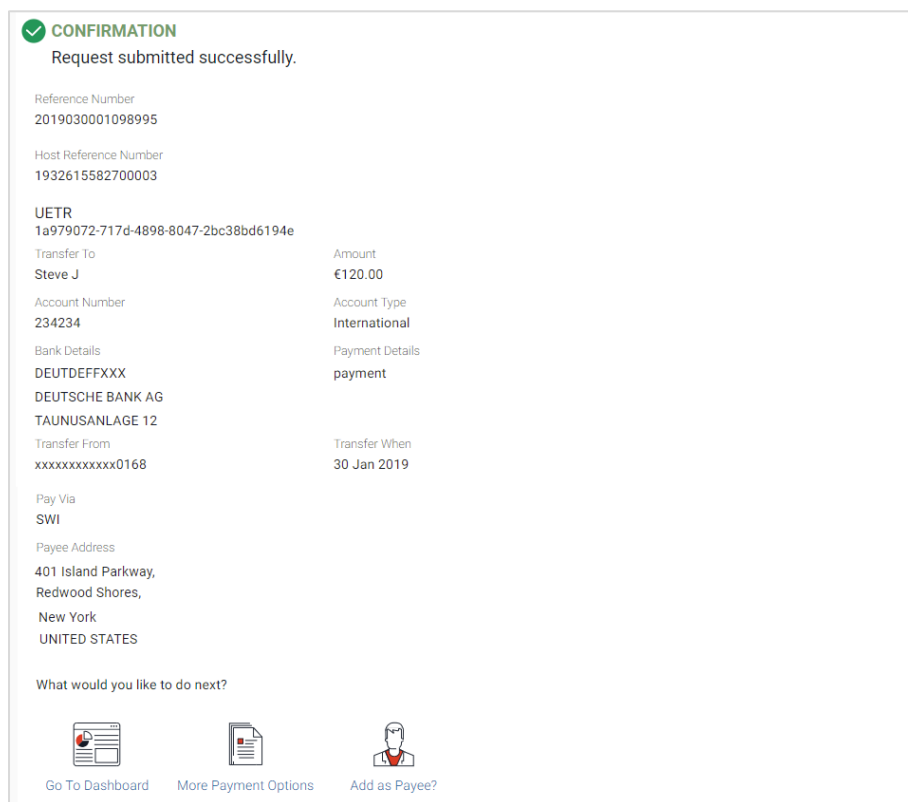 CONFIRMATION
Request submitted successfully.
Reference Number
2019030001098995
Host Reference Number
1932615582700003
UETR
1a979072-717d-4898-8047-2bc38bd6194e
Transfer To Amount
Steve J €120.00
Account Number Account Type
234234 International
Bank Details Payment Details
DEUTDEFFXXX payment
DEUTSCHE BANK AG
TAUNUSANLAGE 12
Transfer From Transfer When
xxxxxxxxxxxx0168 30 Jan 2019
Pay Via
SWI
Payee Address
401 Island Parkway,
Redwood Shores,
New York
UNITED STATES
What would you like to do next?
Go To Dashboard More Payment Options Add as Payee?